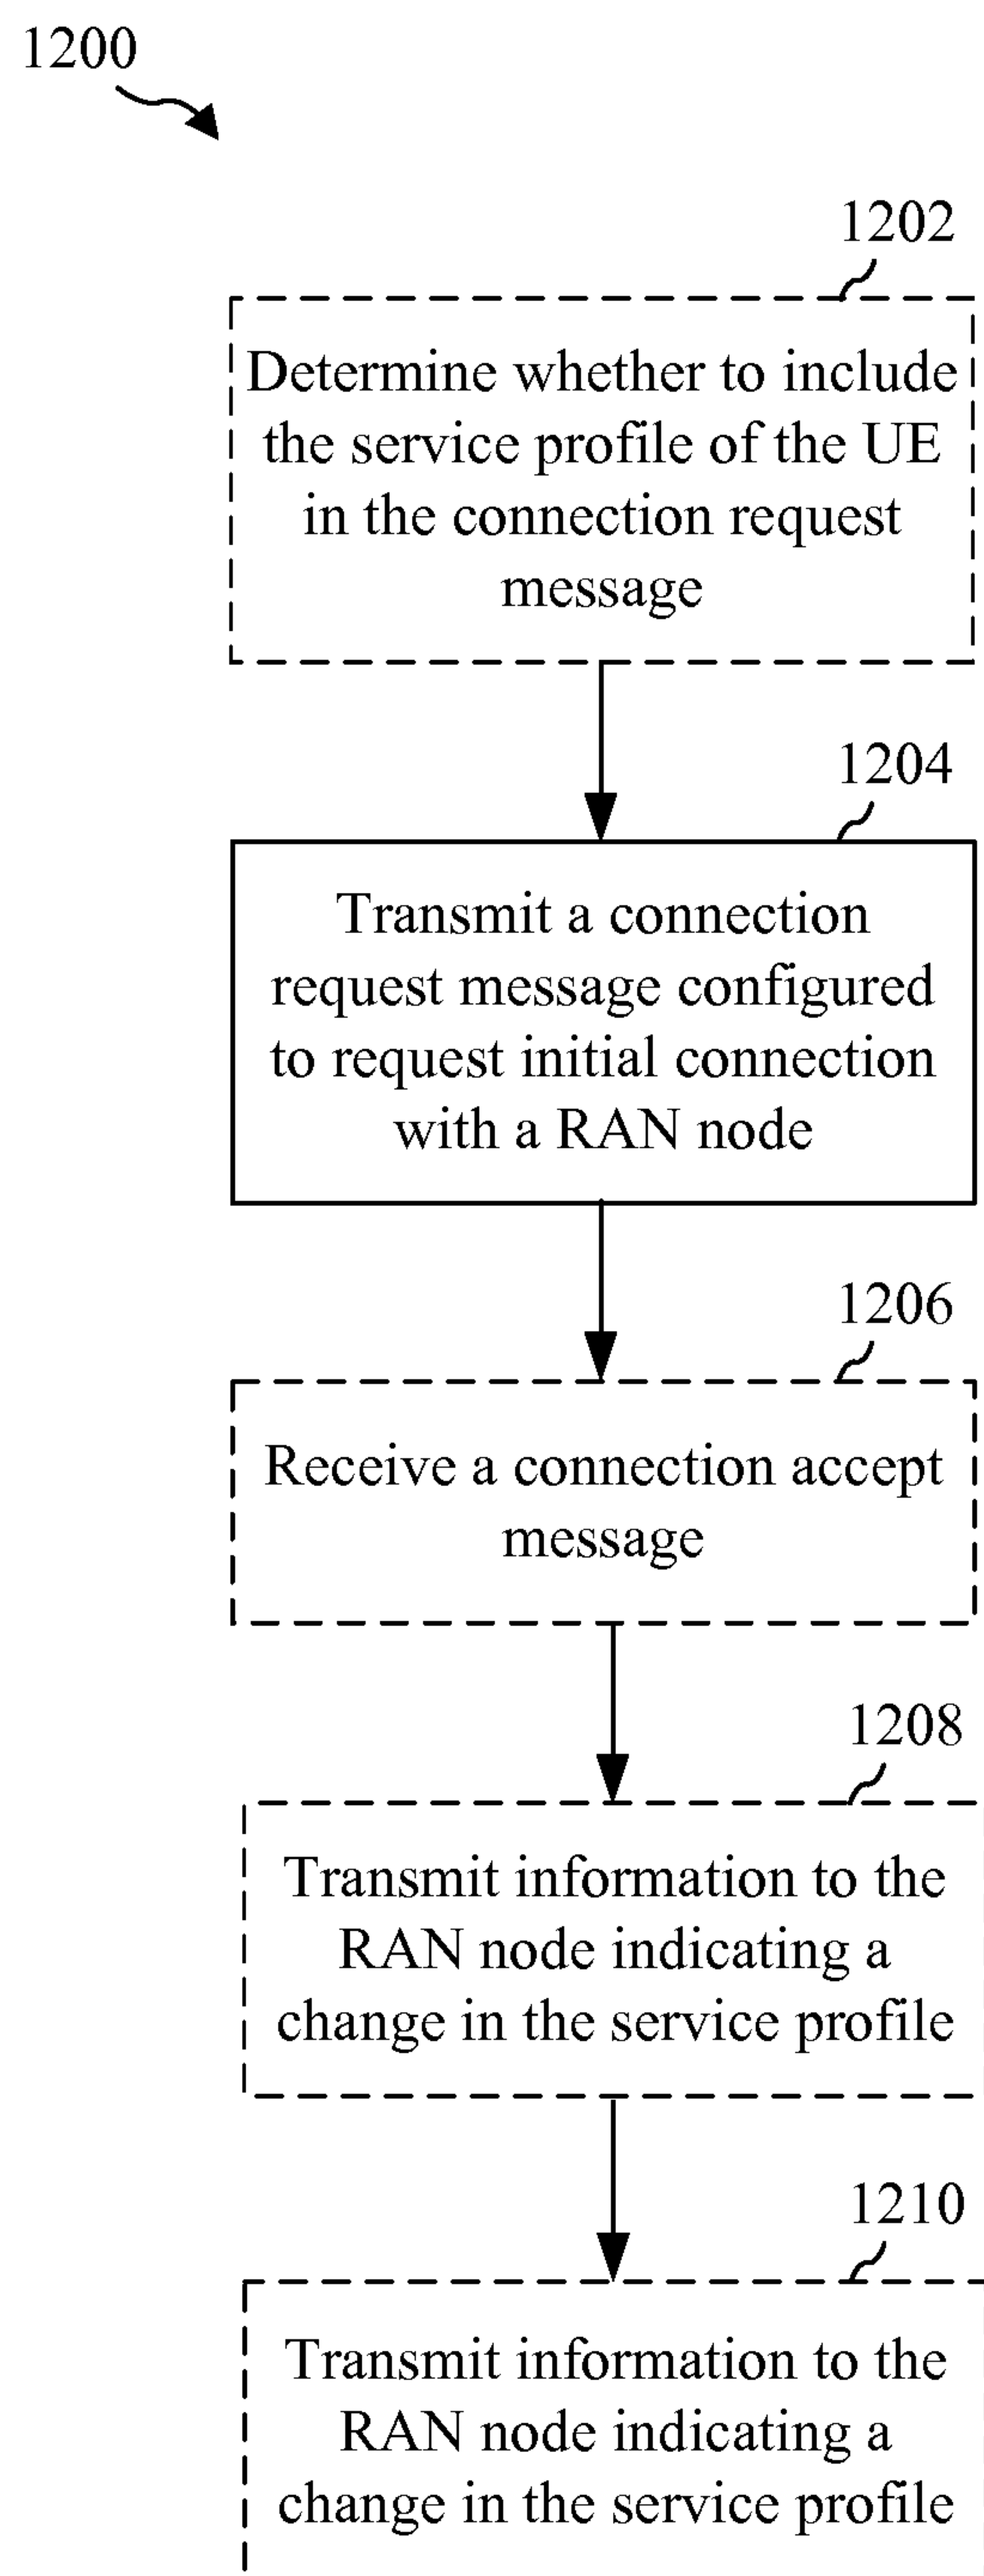 1200
1202
Determine whether to include
the service profile of the UE
in the connection request
message
1204
Transmit a connection
request message configured
to request initial connection
with a RAN node
1206
Receive a connection accept
message
1208
Transmit information to the
RAN node indicating a
change in the service profile
1210
Transmit information to the
RAN node indicating a
change in the service profile